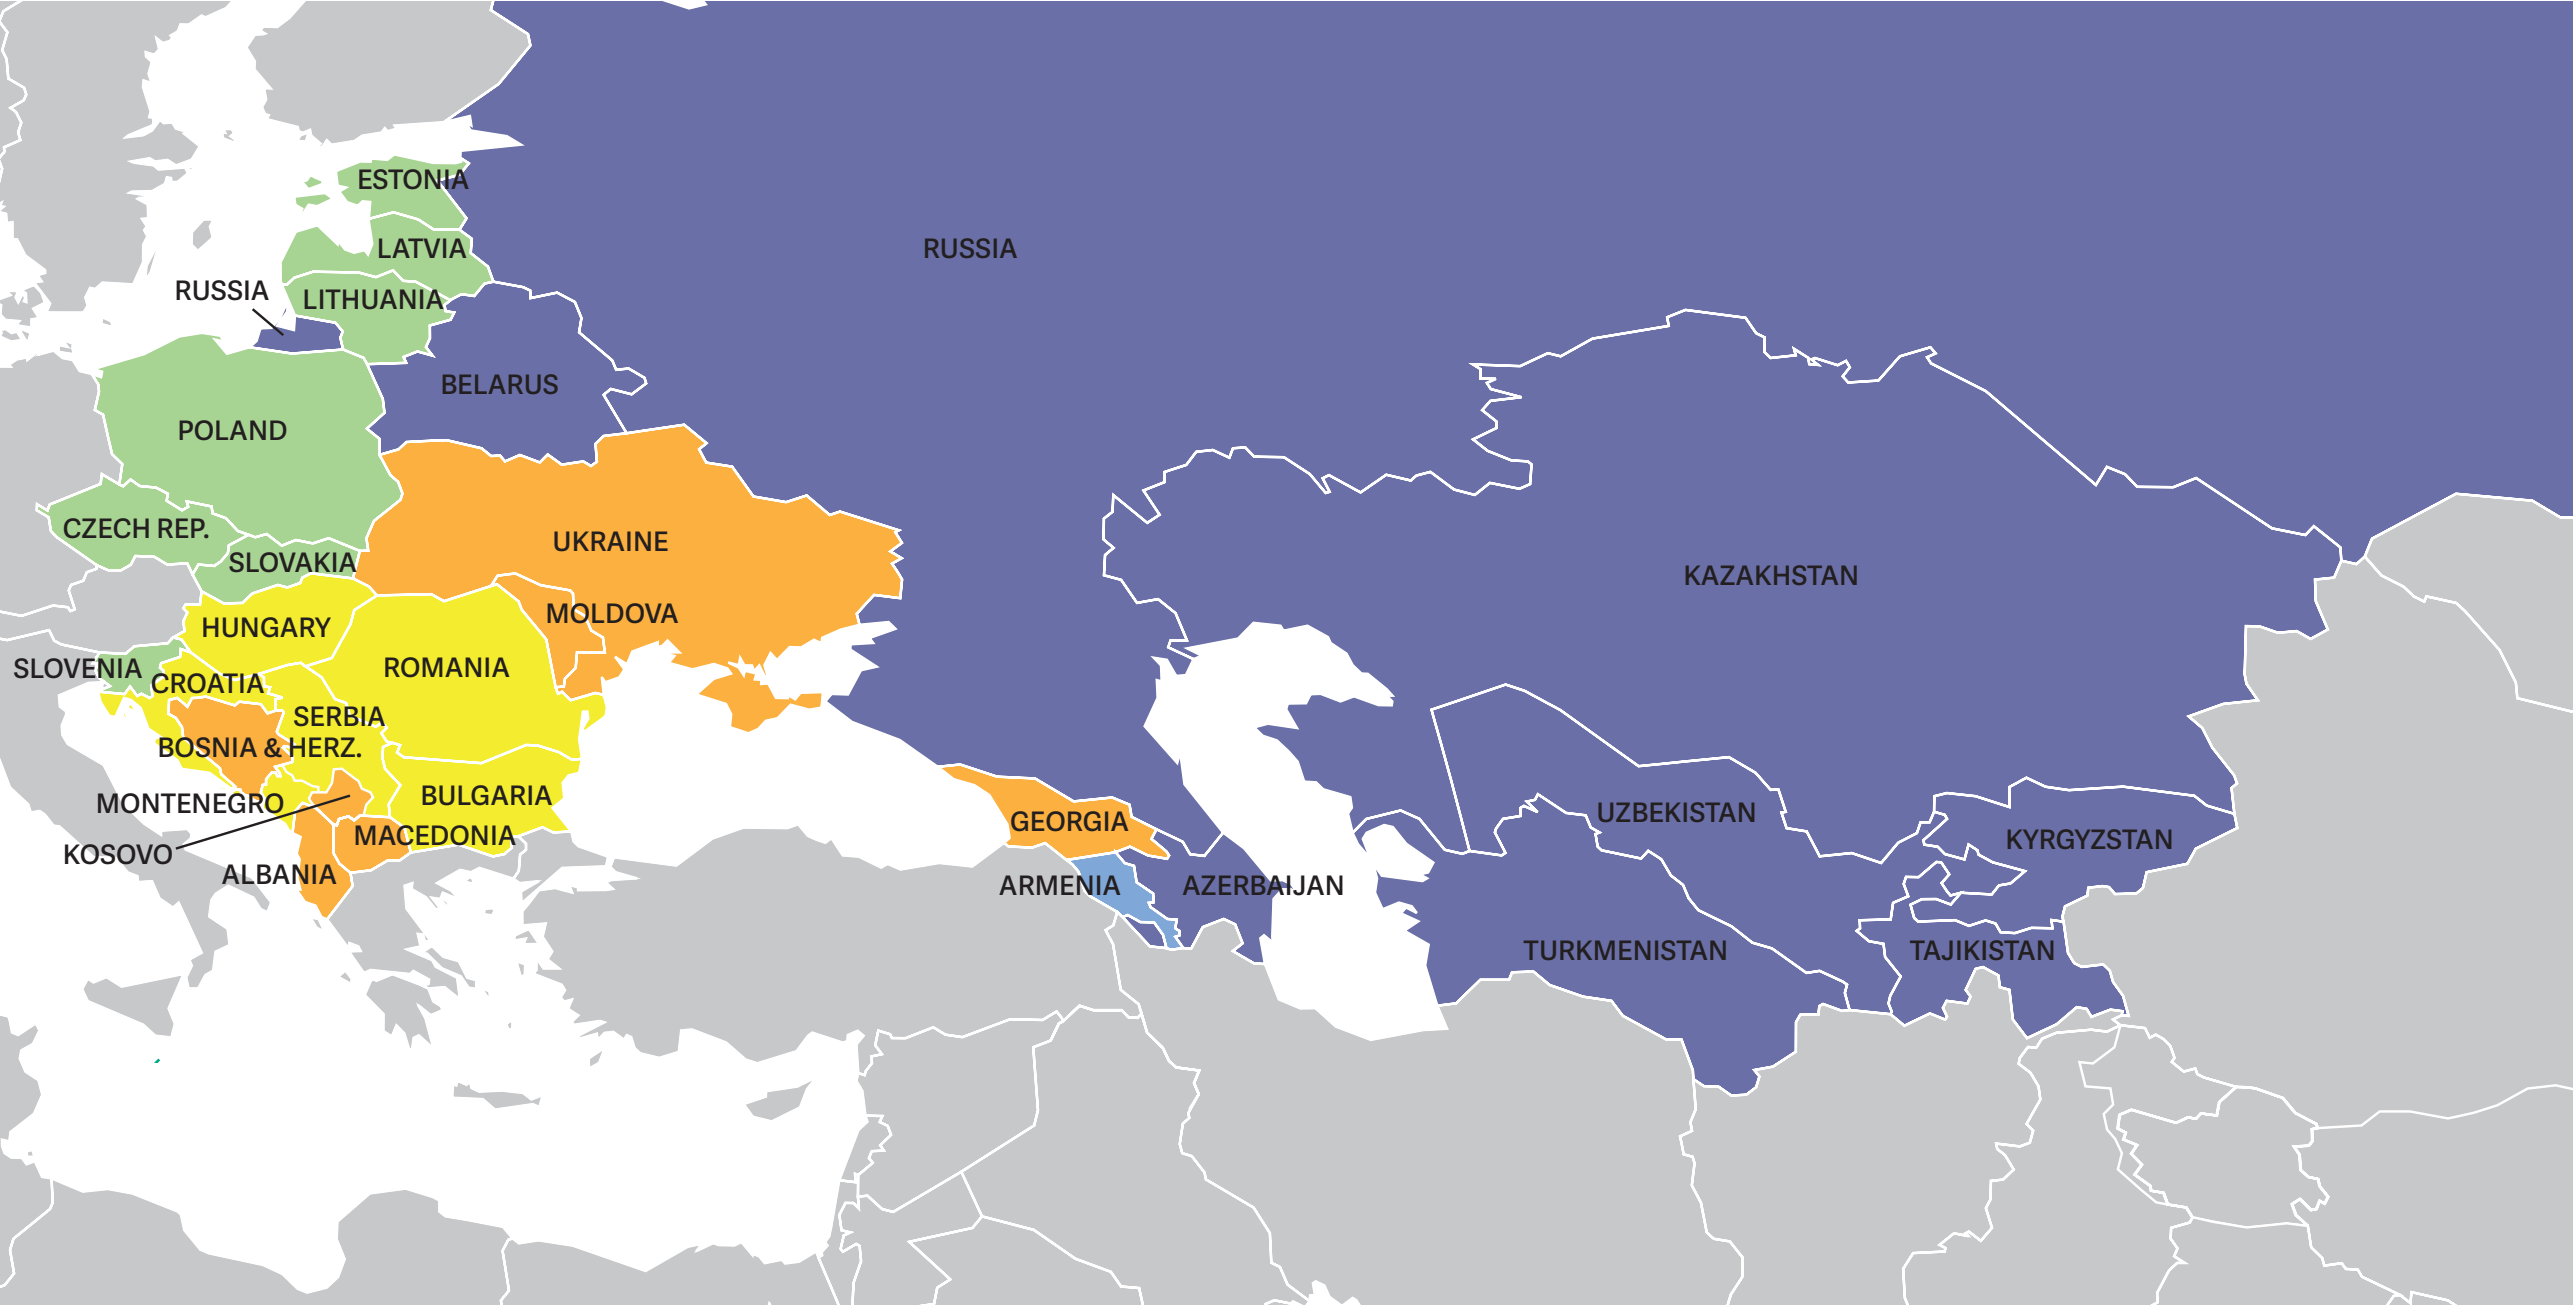 ESTONIA
LATVIA
RUSSIA
RUSSIA
LITHUANIA
BELARUS
POLAND
CZECH REP.
UKRAINE
SLOVAKIA
KAZAKHSTAN
MOLDOVA
HUNGARY
ROMANIA
SLOVENIA
CROATIA
SERBIA
BOSNIA & HERZ.
BULGARIA
MONTENEGRO
UZBEKISTAN
GEORGIA
MACEDONIA
KYRGYZSTAN
KOSOVO
ALBANIA
ARMENIA
AZERBAIJAN
TURKMENISTAN
TAJIKISTAN